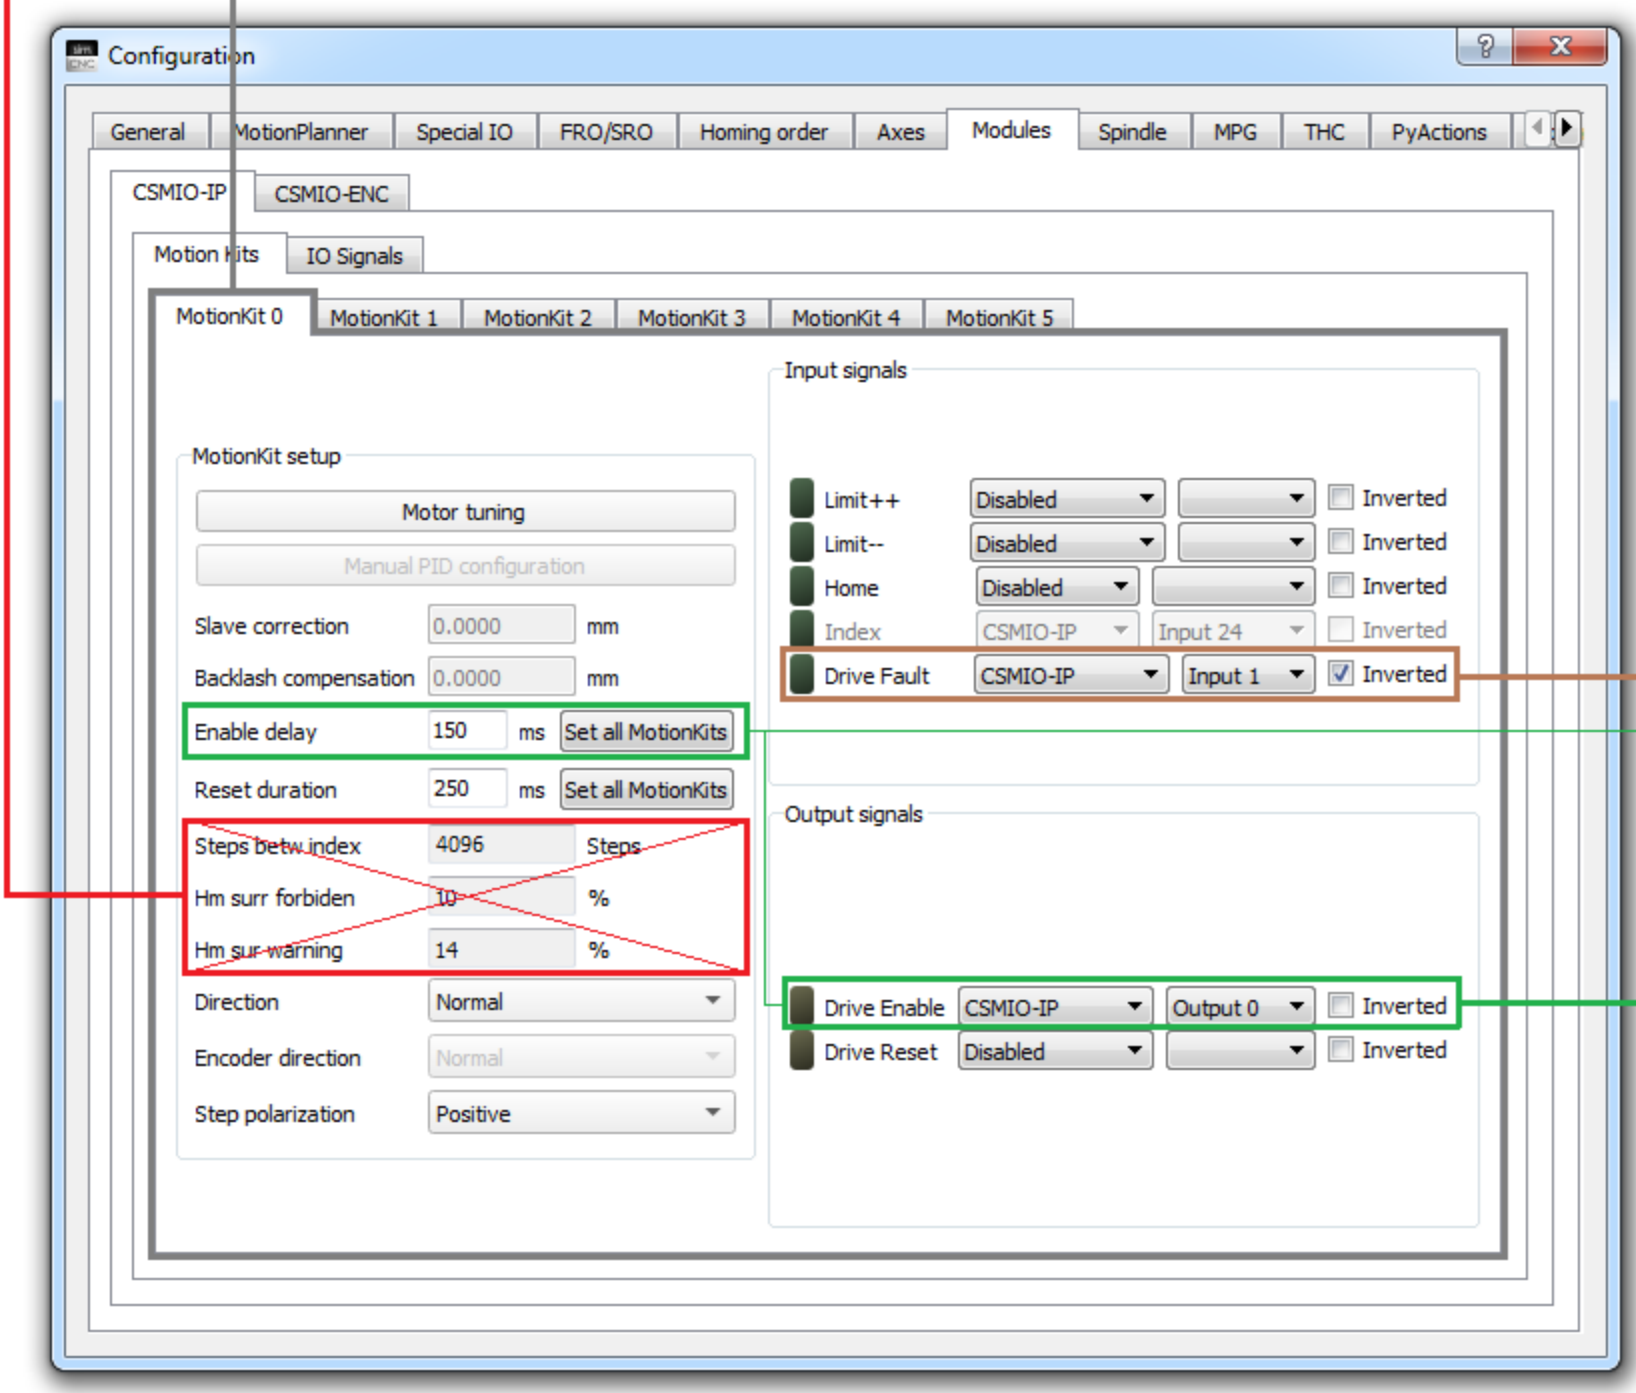 sim
CNC
Configuration
?
x
General MotionPlanner Special IO FRO/SRO Homing order Axes Modules Spindle MPG THC PyActions
CSMIO-IP CSMIO-ENC
Motion Kits IO Signals
MotionKit 0 MotionKit 1 MotionKit 2 MotionKit 3 MotionKit 4 MotionKit 5
MotionKit setup
Motor tuning
Manual PID configuration
Slave correction 0.0000 mm
Backlash compensation 0.0000 mm
Enable delay 150 ms Set all MotionKits
Reset duration 250 ms Set all MotionKits
Steps betw index 4096 Steps
Hm surr forbiden 10 %
Hm sur warning 14 %
Direction Normal
Encoder direction Normal
Step polarization Positive
Input signals
Limit++ Disabled Inverted
Limit-- Disabled Inverted
Home Disabled Inverted
Index CSMIO-IP Input 24 Inverted
Drive Fault CSMIO-IP Input 1 Inverted
Output signals
Drive Enable CSMIO-IP Output 0 Inverted
Drive Reset Disabled Inverted